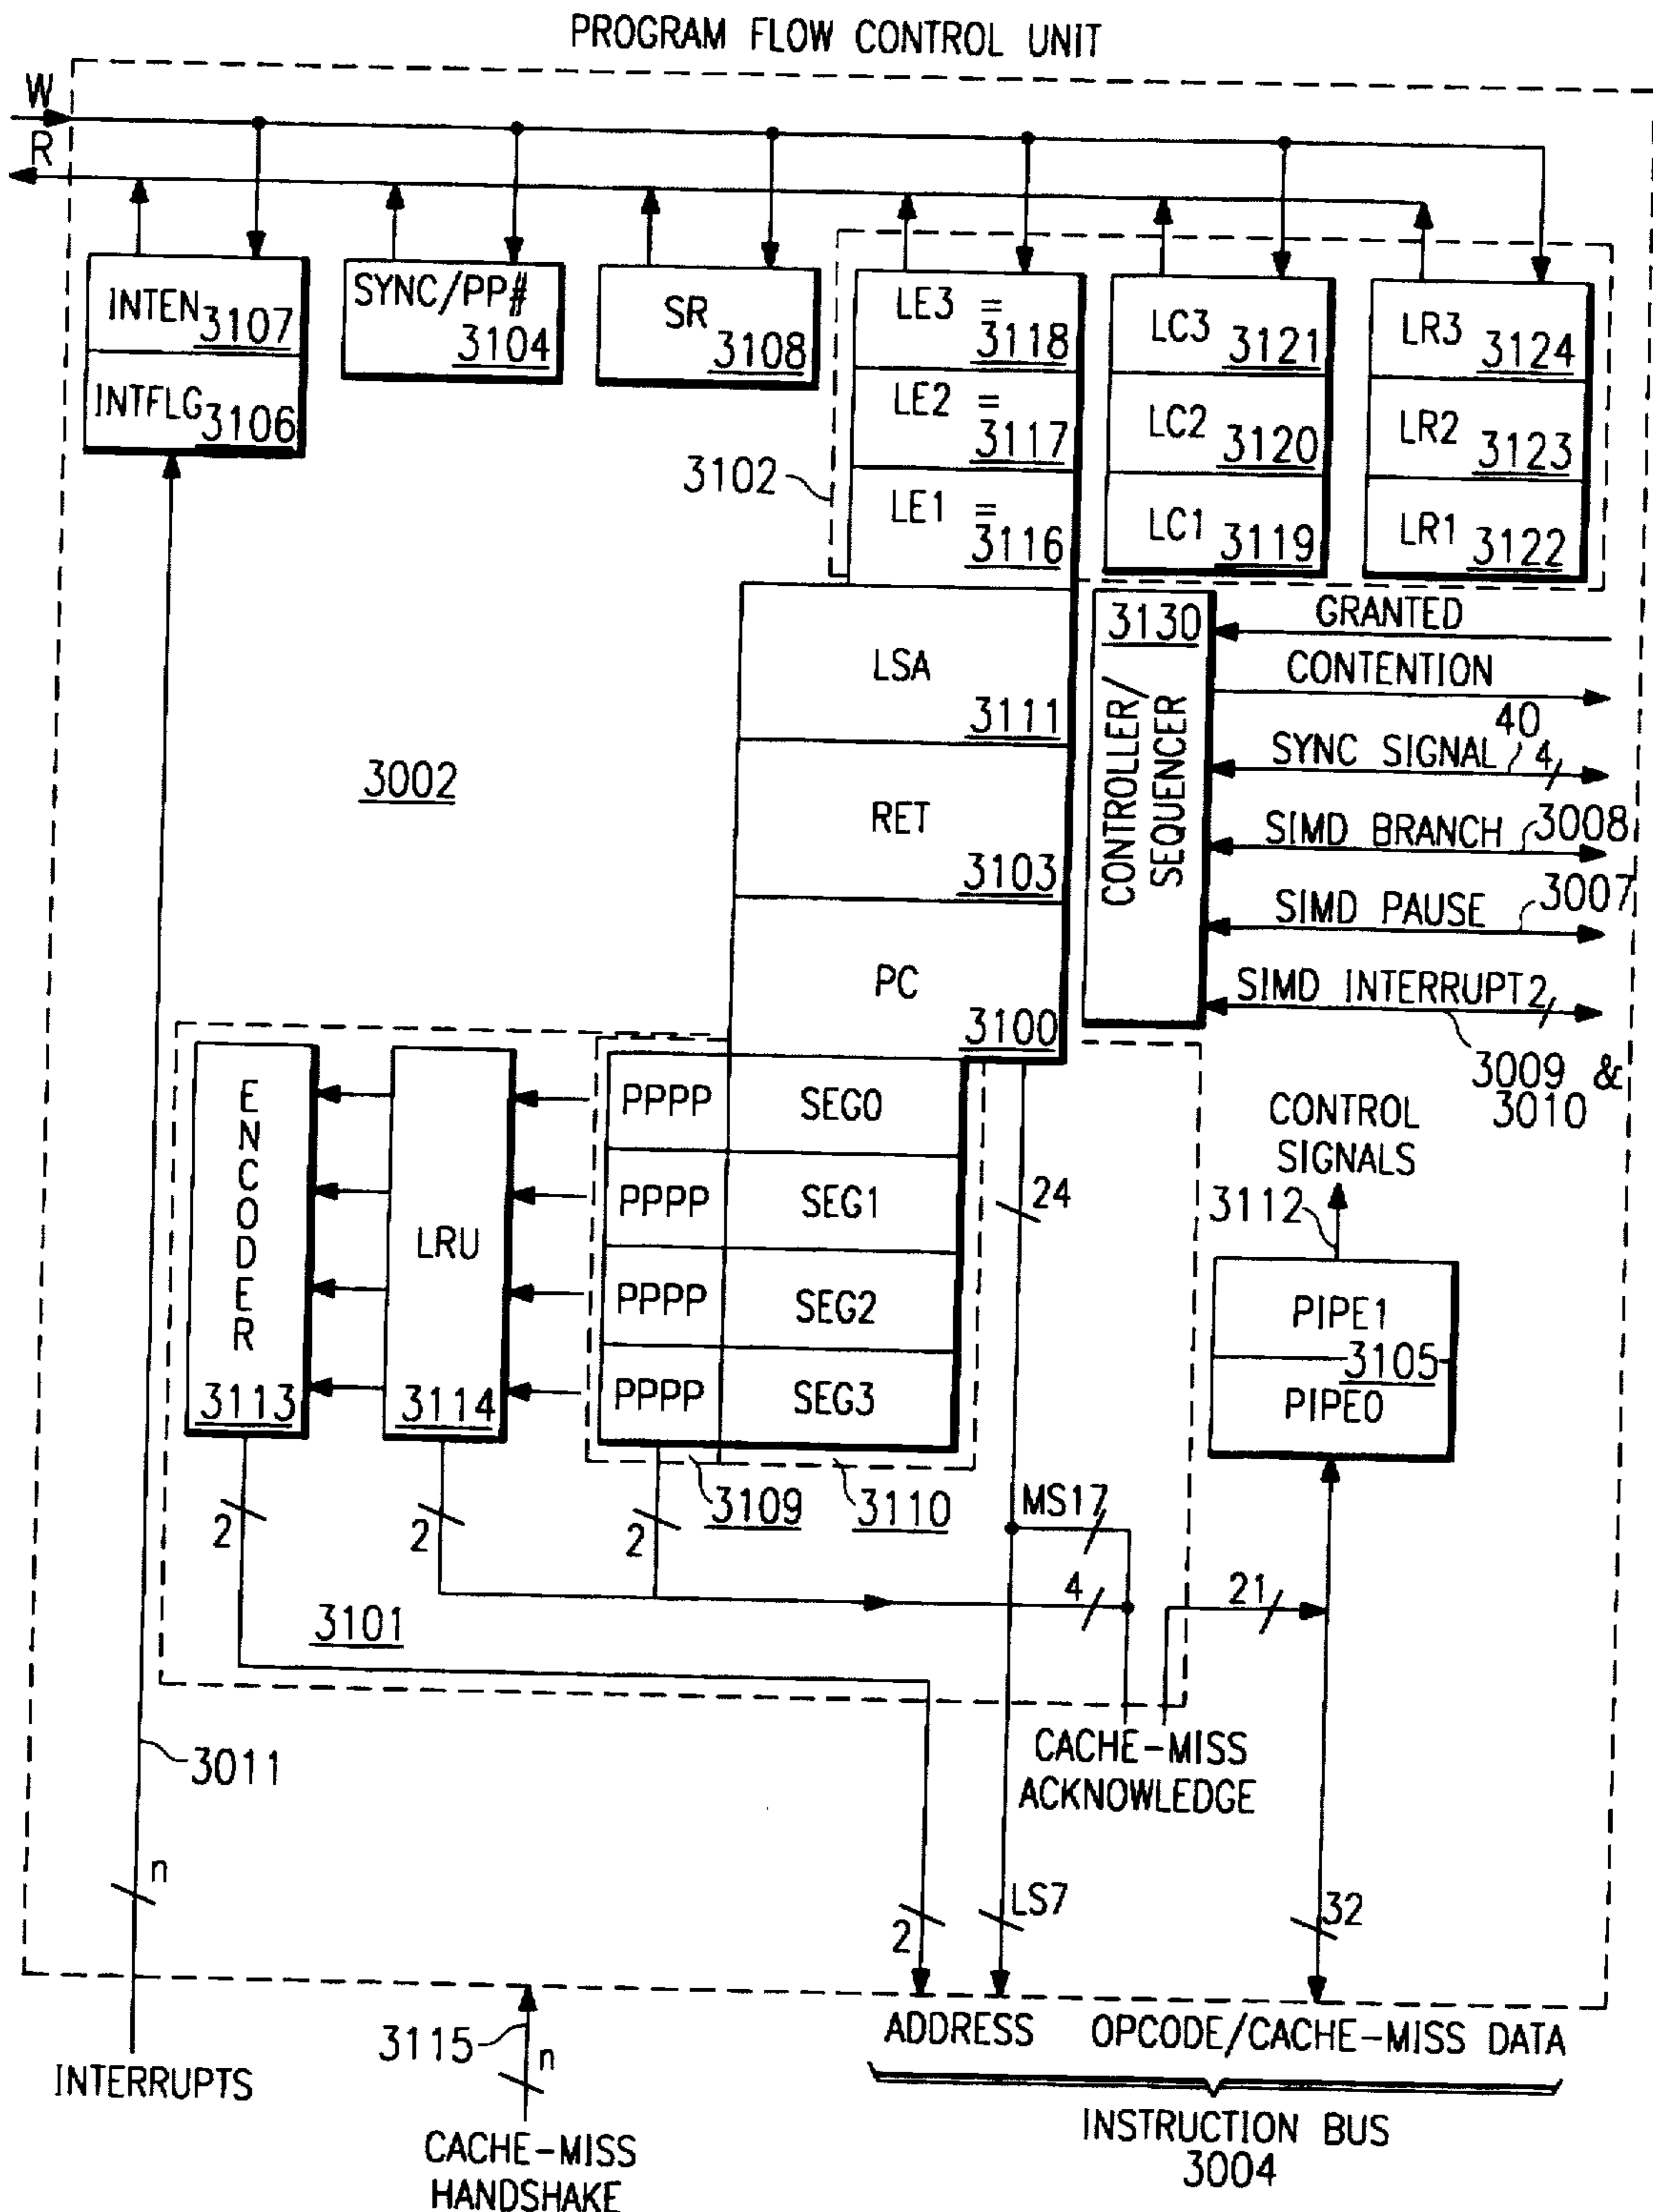 PROGRAM FLOW CONTROL UNIT
W
R
INTEN 3107
INTFLG 3106
SYNC/PP#
3104
SR 3108
LE3 =
3118
LE2 =
3117
LE1 =
3116
LC3 3121
LC2 3120
LC1 3119
LR3 3124
LR2 3123
LR1 3122
3102
LSA
3111
RET
3103
PC
3100
3002
3130
CONTROLLER/
SEQUENCER
GRANTED
CONTENTION
40
SYNC SIGNAL 4
SIMD BRANCH 3008
3007
SIMD PAUSE
SIMD INTERRUPT 2
3009 &
3010
ENCODER
3113
LRU
3114
PPPP SEG0
PPPP SEG1
PPPP SEG2
PPPP SEG3
24
CONTROL
SIGNALS
3112
PIPE1
3105
PIPE0
2
2
2
3109
3110
MS17
4
21
3101
CACHE-MISS
ACKNOWLEDGE
3011
n
2
LS7
32
ADDRESS
OPCODE/CACHE-MISS DATA
3115
n
INTERRUPTS
CACHE-MISS
HANDSHAKE
INSTRUCTION BUS
3004